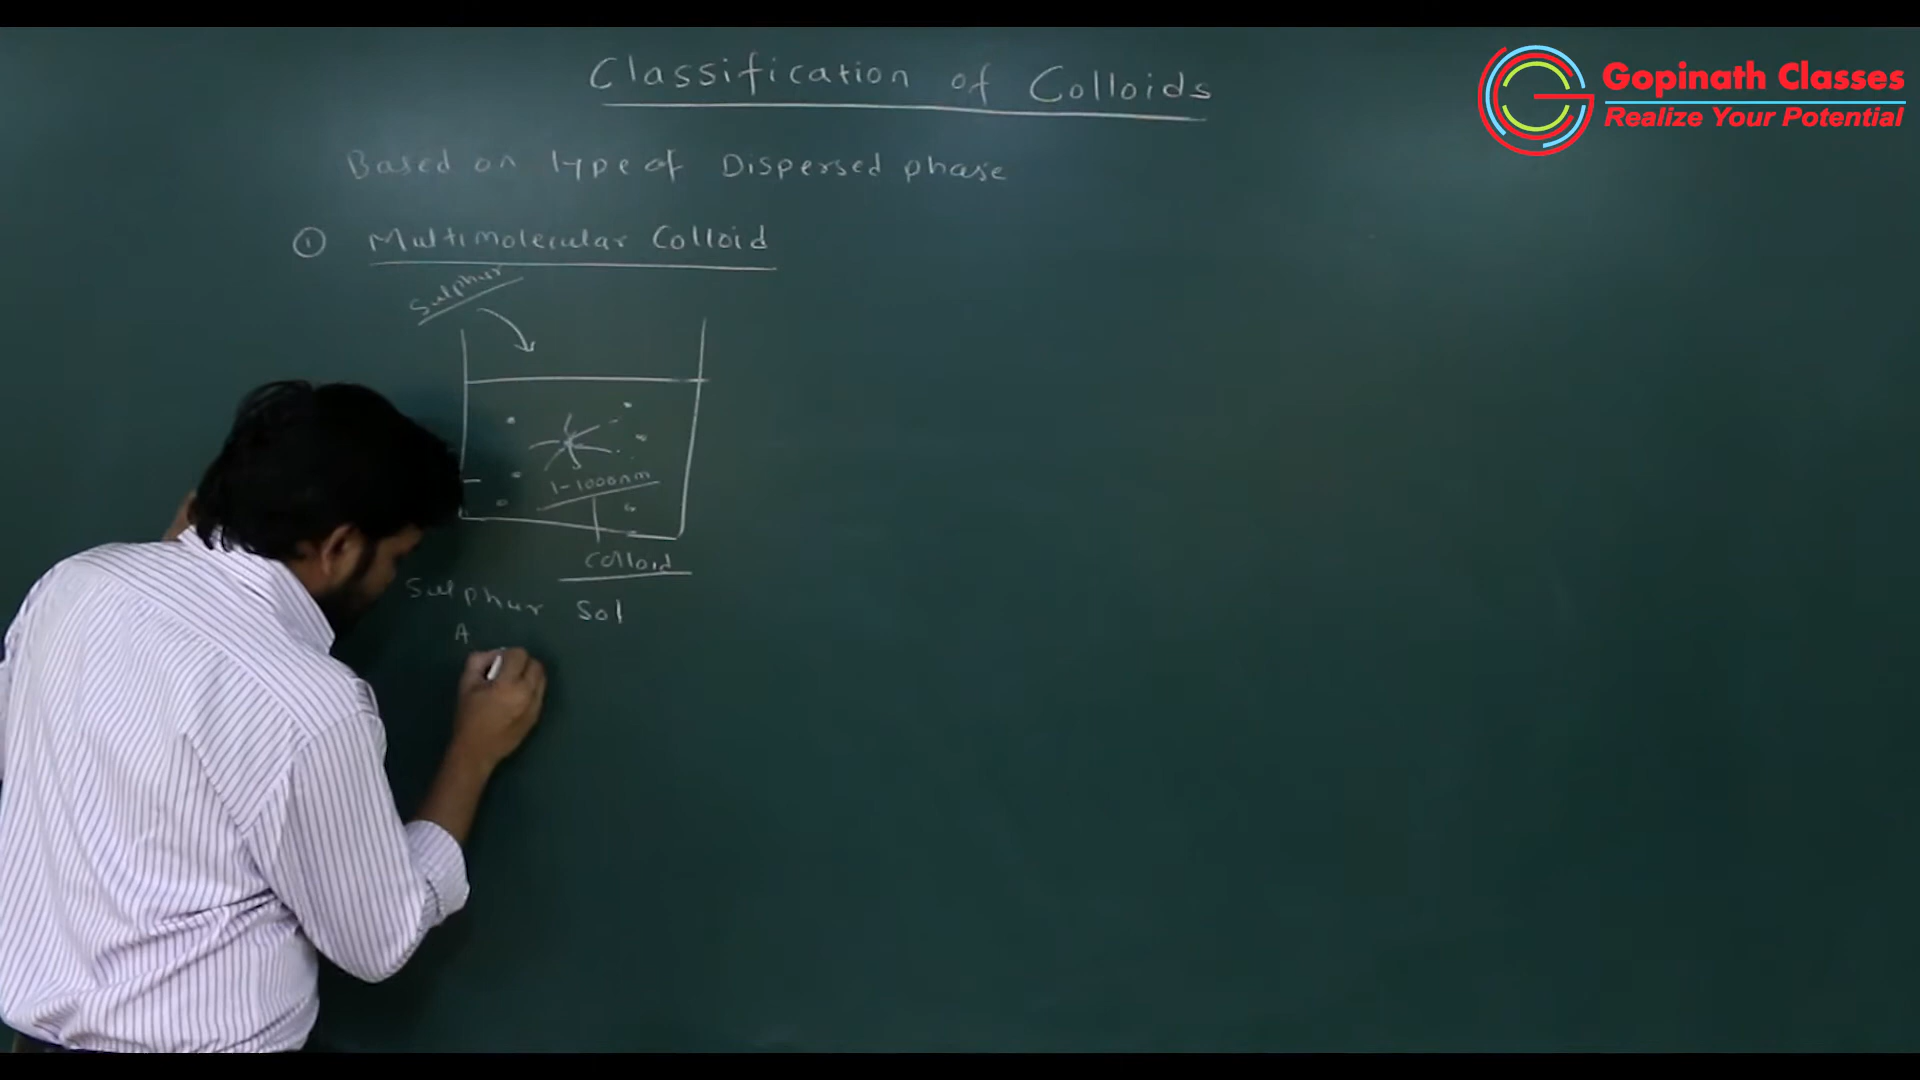 Classification of Colloids
Gopinath Classes
Realize Your Potential
Based on type of Dispersed phase
① Multimolecular Colloid
Sulphur
1-1000nm
Colloid
Sulphur Sol
A